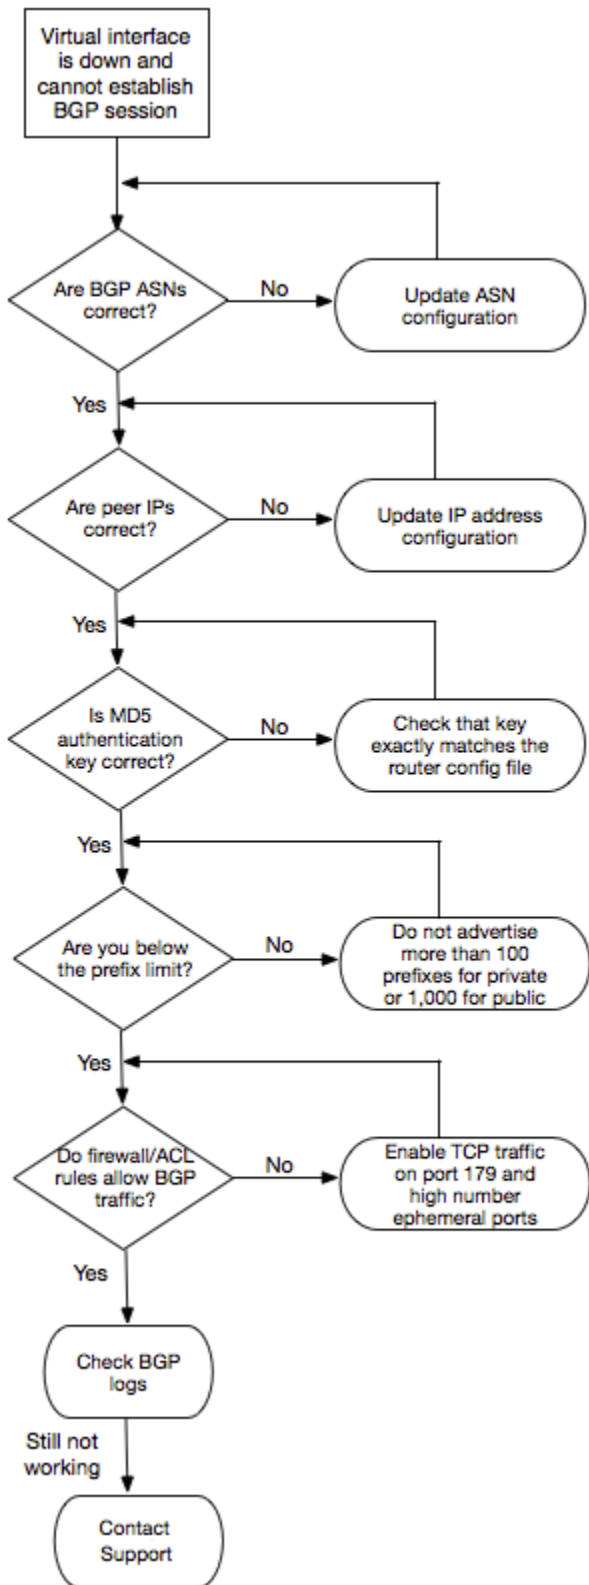 Virtual interface
is down and
cannot establish
BGP session
Are BGP ASNs
correct?
No
Update ASN
configuration
Yes
Are peer IPs
correct?
No
Update IP address
configuration
Yes
Is MD5
authentication
key correct?
No
Check that key
exactly matches the
router config file
Yes
Are you below
the prefix limit?
No
Do not advertise
more than 100
prefixes for private
or 1,000 for public
Yes
Do firewall/ACL
rules allow BGP
traffic?
No
Enable TCP traffic
on port 179 and
high number
ephemeral ports
Yes
Check BGP
logs
Still not
working
Contact
Support